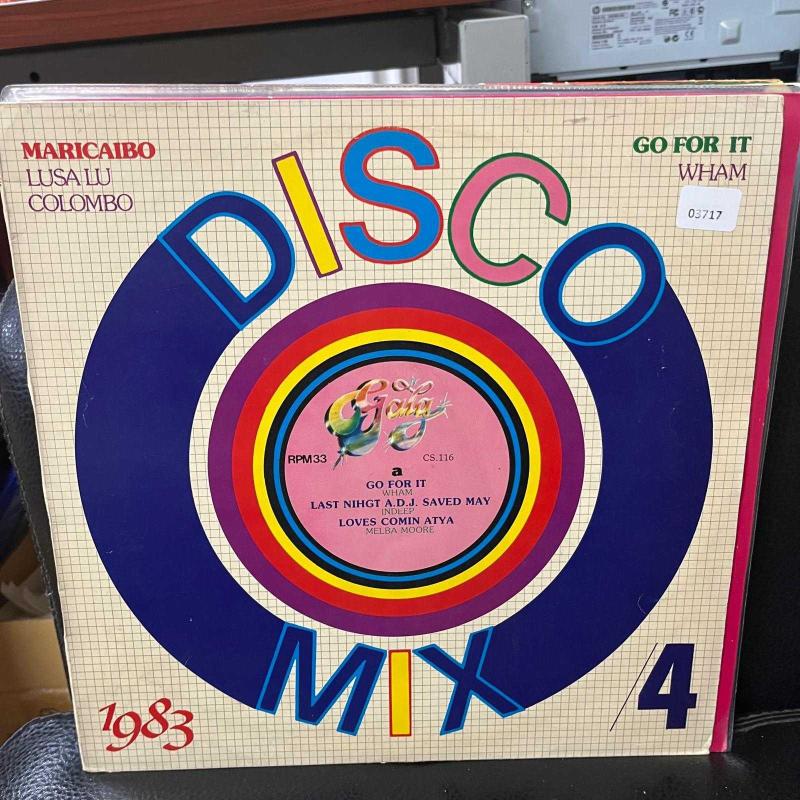 MARICAIBO
LUSA LU
COLOMBO
GO FOR IT
WHAM
03717
DISCO
Gaia
RPM33
CS.116
a
GO FOR IT
WHAM
LAST NIHGT A.D.J. SAVED MAY
INDEEP
LOVES COMIN ATYA
MELBA MOORE
MIX
1983
/4